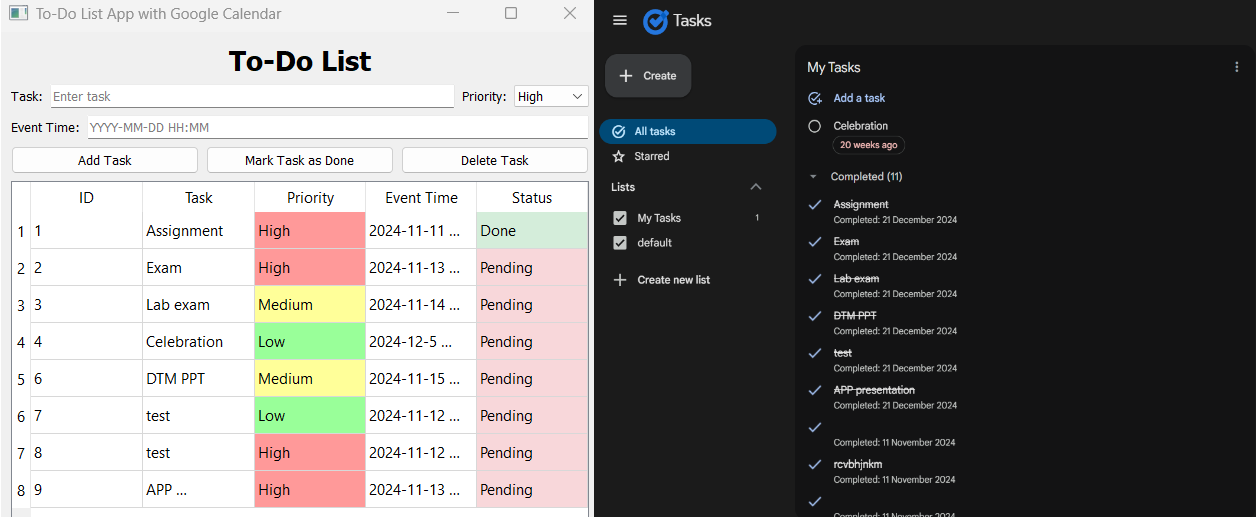 To-Do List App with Google Calendar
To-Do List
Task: Enter task Priority: High
Event Time: YYYY-MM-DD HH:MM
Add Task Mark Task as Done Delete Task
ID Task Priority Event Time Status
1 1 Assignment High 2024-11-11 ... Done
2 2 Exam High 2024-11-13 ... Pending
3 3 Lab exam Medium 2024-11-14 ... Pending
4 4 Celebration Low 2024-12-5 ... Pending
5 6 DTM PPT Medium 2024-11-15 ... Pending
6 7 test Low 2024-11-12 ... Pending
7 8 test High 2024-11-12 ... Pending
8 9 APP ... High 2024-11-13 ... Pending
Tasks
Create
All tasks
Starred
Lists
My Tasks 1
default
Create new list
My Tasks
Add a task
Celebration
20 weeks ago
Completed (11)
Assignment
Completed: 21 December 2024
Exam
Completed: 21 December 2024
Lab exam
Completed: 21 December 2024
DTM PPT
Completed: 21 December 2024
test
Completed: 21 December 2024
APP presentation
Completed: 21 December 2024
Completed: 11 November 2024
rcvbhjnkm
Completed: 11 November 2024
Completed: 11 November 2024